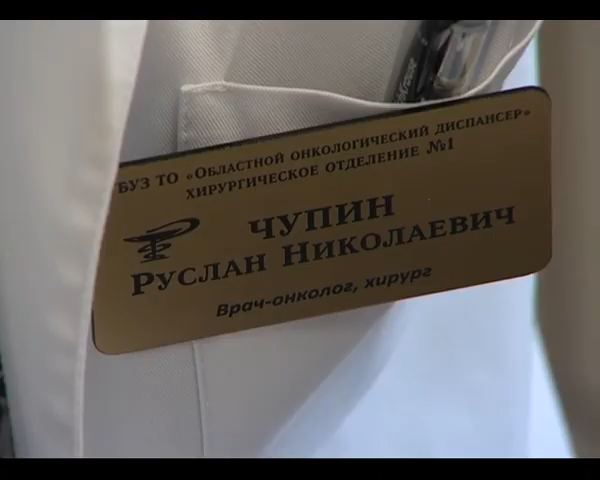 БУЗ ТО «Областной онкологический диспансер»
хирургическое отделение №1
ЧУПИН
Руслан Николаевич
Врач-онколог, хирург